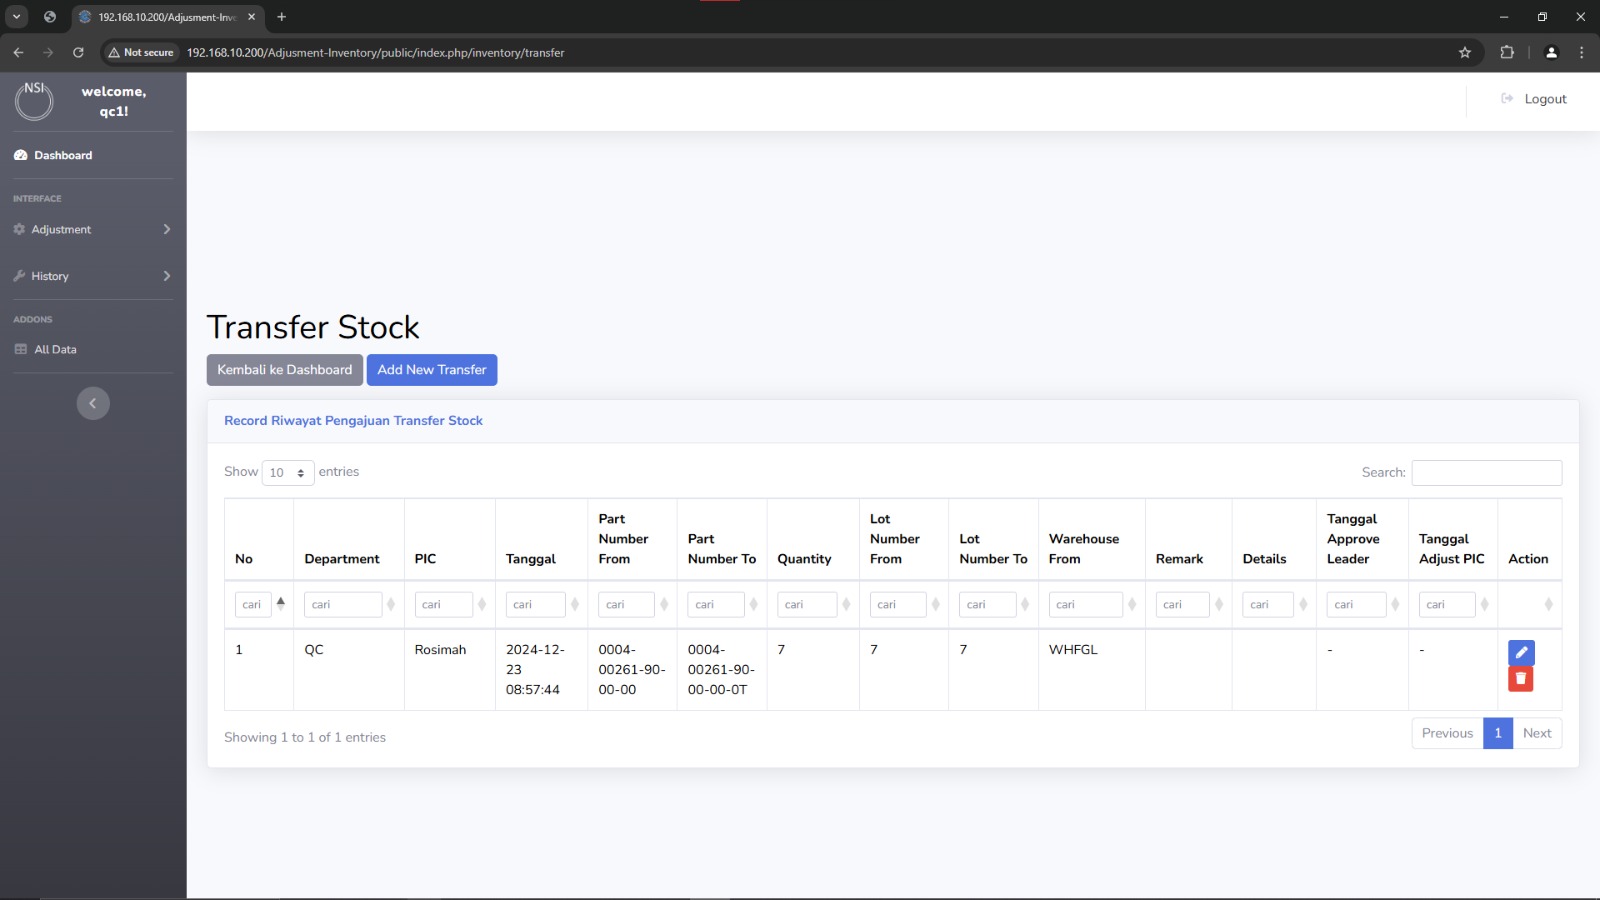 192.168.10.200/Adjusment-Inv
Not secure
192.168.10.200/Adjusment-Inventory/public/index.php/inventory/transfer
NSI
welcome,
qc1!
Logout
Dashboard
INTERFACE
Adjustment
History
ADDONS
All Data
Transfer Stock
Kembali ke Dashboard
Add New Transfer
Record Riwayat Pengajuan Transfer Stock
Show 10 entries
Search:
No
Department
PIC
Tanggal
Part
Number
From
Part
Number To
Quantity
Lot
Number
From
Lot
Number To
Warehouse
From
Remark
Details
Tanggal
Approve
Leader
Tanggal
Adjust PIC
Action
cari cari cari cari cari cari cari cari cari cari cari cari cari cari
1
QC
Rosimah
2024-12-
23
08:57:44
0004-
00261-90-
00-00
0004-
00261-90-
00-00-0T
7
7
7
WHFGL
-
-
Showing 1 to 1 of 1 entries
Previous 1 Next